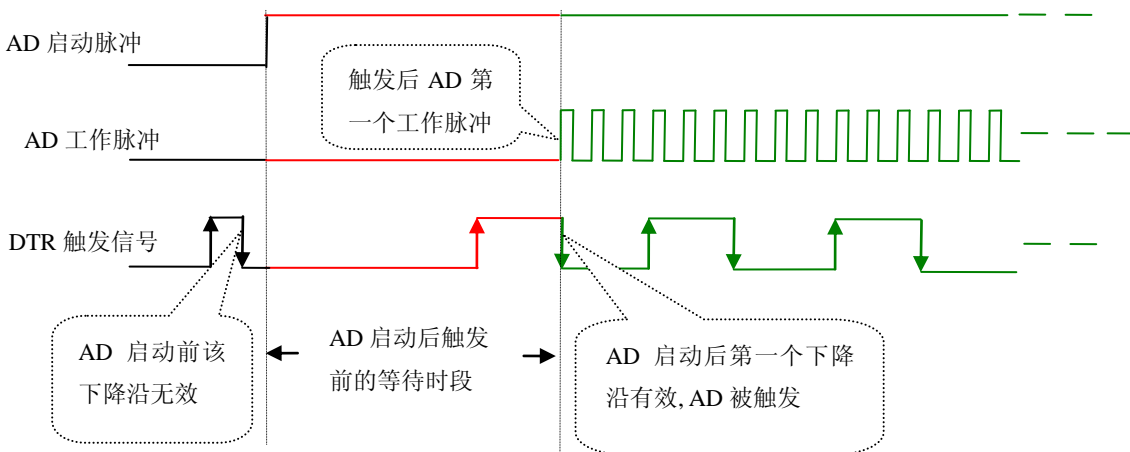 AD 启动脉冲
触发后 AD 第
一个工作脉冲
AD 工作脉冲
DTR 触发信号
AD 启动前该
下降沿无效
AD 启动后触发
前的等待时段
AD 启动后第一个下降
沿有效, AD 被触发